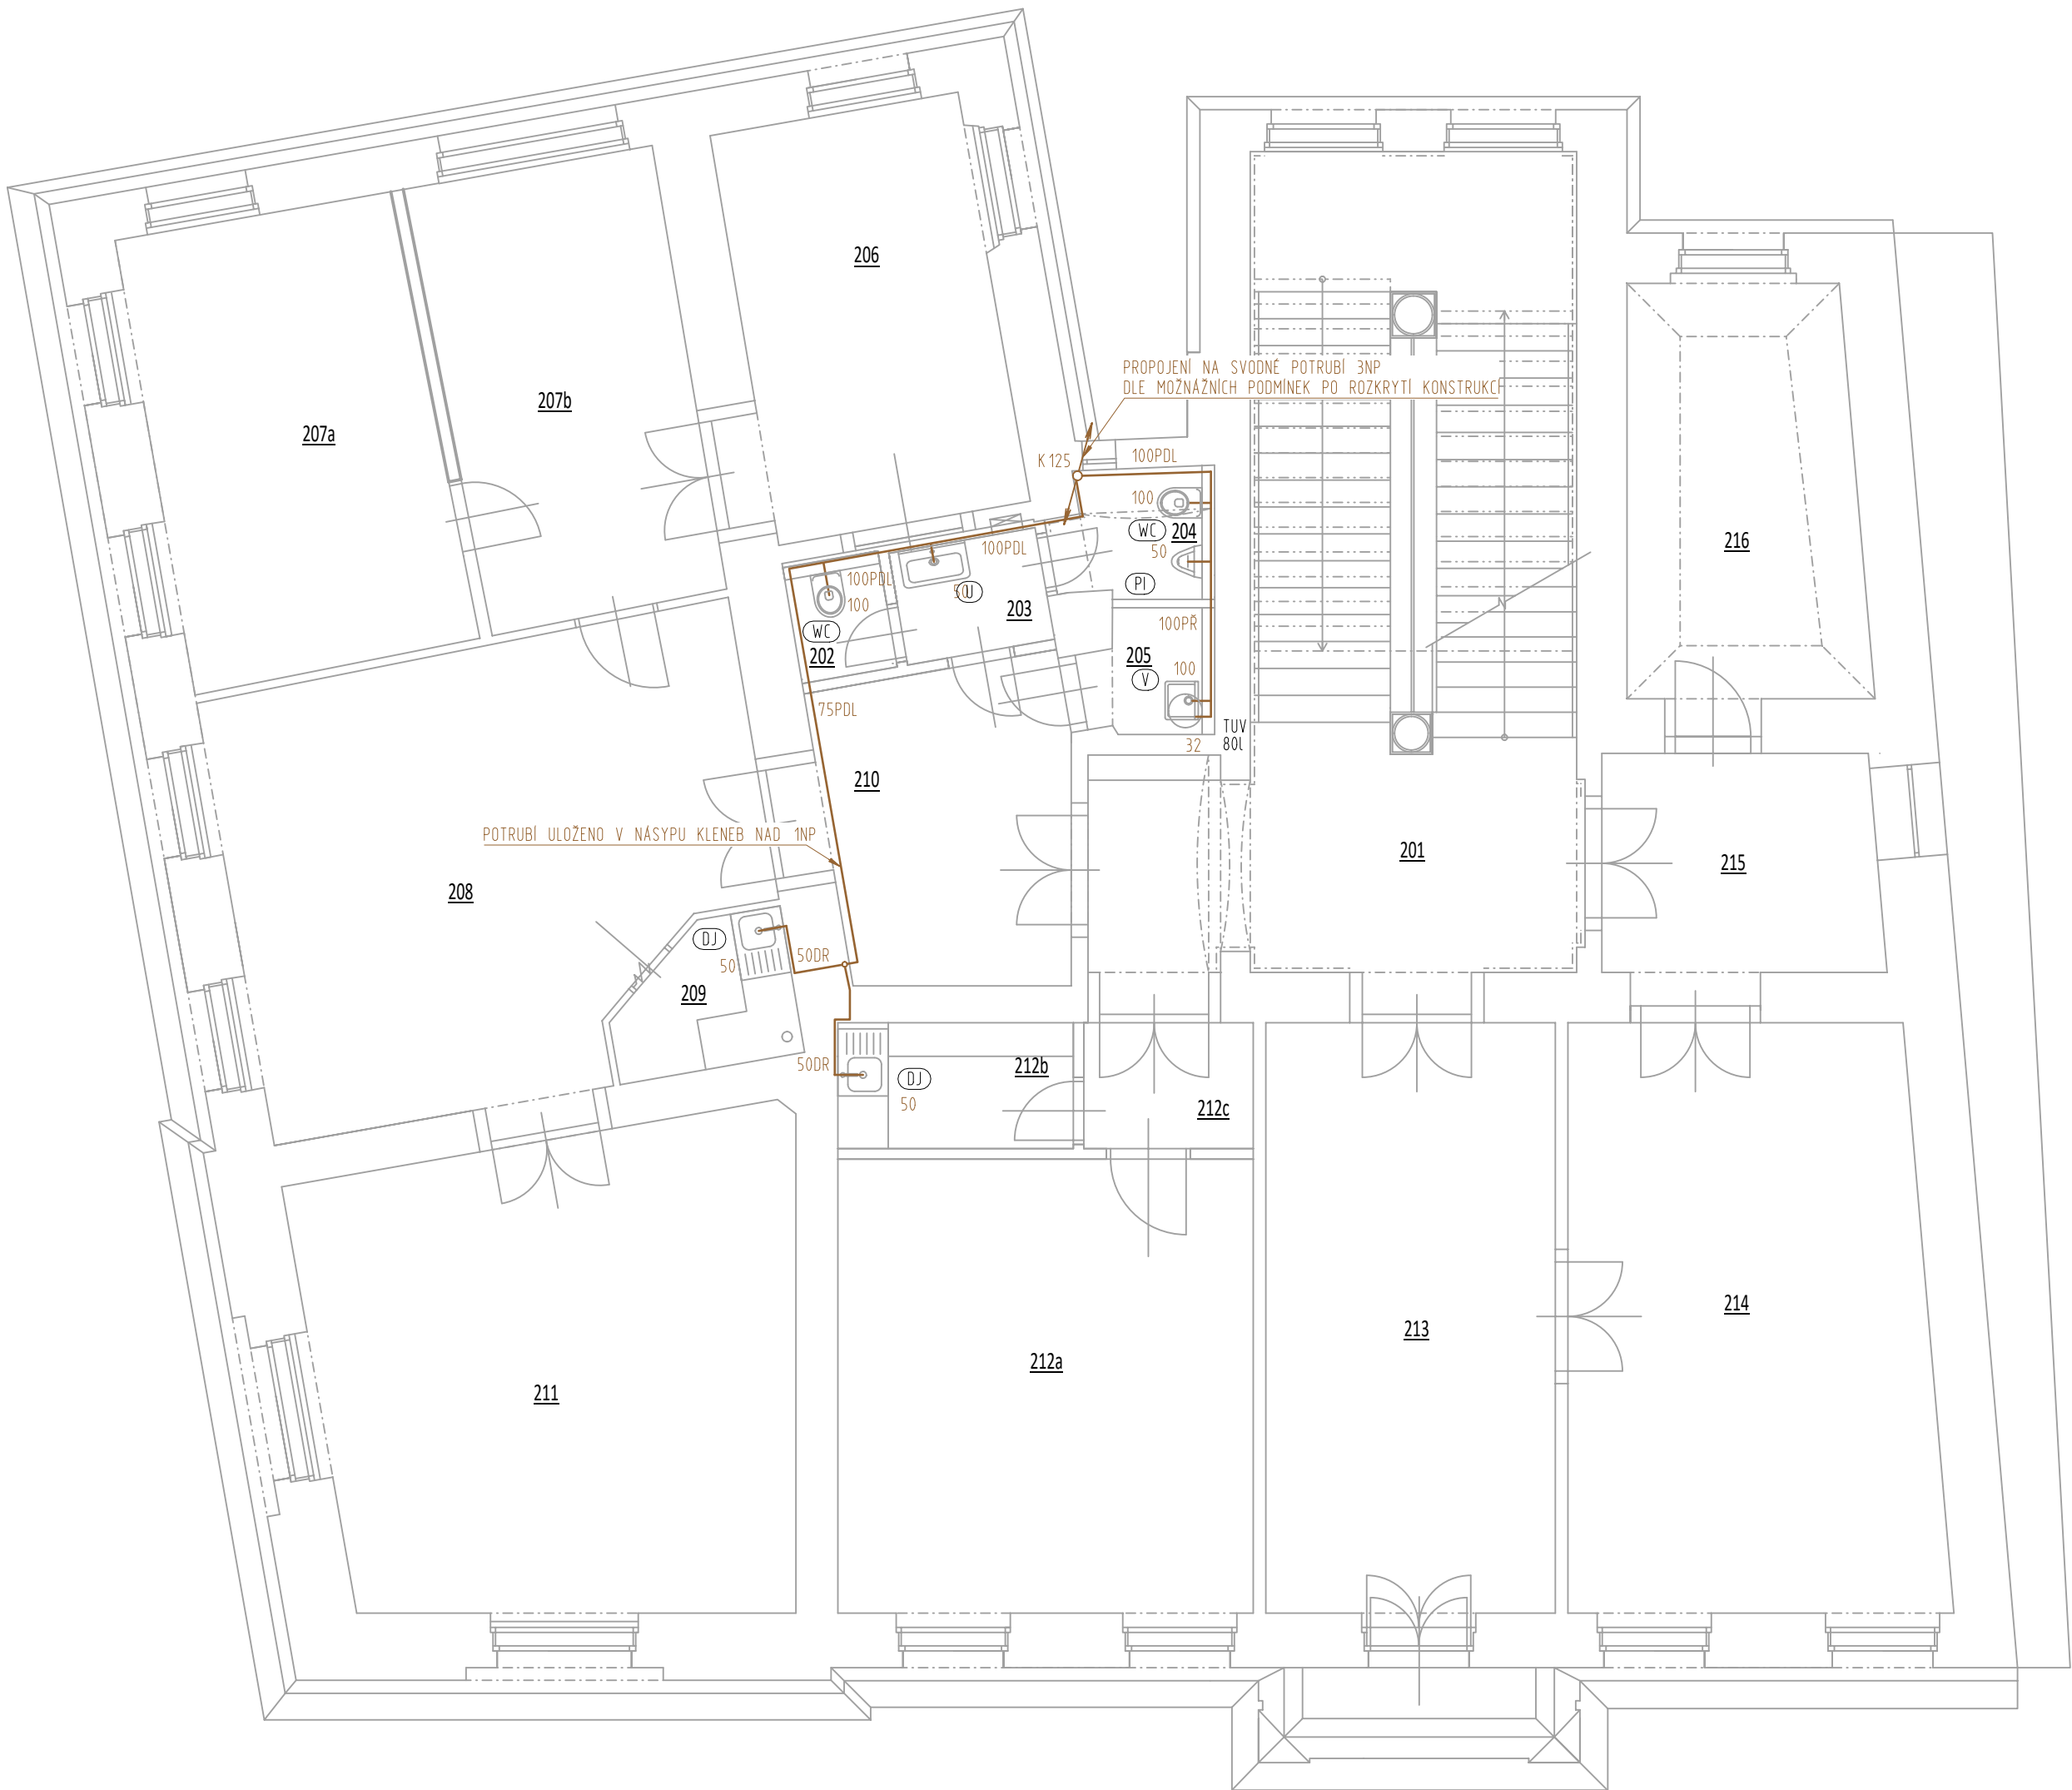 206
PROPOJENÍ NA SVODNÉ POTRUBÍ 3NP
DLE MOŽNÁŽNÍCH PODMÍNEK PO ROZKRYTÍ KONSTRUKCÍ
207b
207a
K125
100PDL
100
WC
204
50
216
100PDL
100PDL
100
50
U
PI
203
WC
202
100PŘ
205
100
V
75PDL
TUV
80l
32
210
POTRUBÍ ULOŽENO V NÁSYPU KLENEB NAD 1NP
201
215
208
DJ
50
50DR
209
50DR
DJ
50
212b
212c
214
213
212a
211